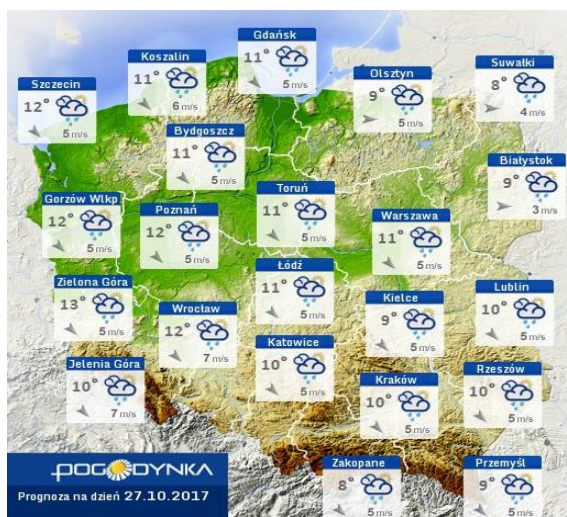 Gdańsk
11°
5 m/s
Koszalin
11°
6 m/s
Suwałki
8°
4 m/s
Olsztyn
9°
5 m/s
Szczecin
12°
5 m/s
Bydgoszcz
11°
5 m/s
Białystok
9°
3 m/s
Toruń
11°
5 m/s
Gorzów Wlkp
12°
5 m/s
Poznań
12°
5 m/s
Warszawa
11°
5 m/s
Łódź
11°
5 m/s
Zielona Góra
13°
5 m/s
Lublin
10°
5 m/s
Kielce
9°
5 m/s
Wrocław
12°
7 m/s
Katowice
10°
5 m/s
Jelenia Góra
10°
7 m/s
Rzeszów
10°
5 m/s
Kraków
10°
5 m/s
Zakopane
8°
5 m/s
Przemyśl
9°
5 m/s
POGODYNKA
Prognoza na dzień 27.10.2017